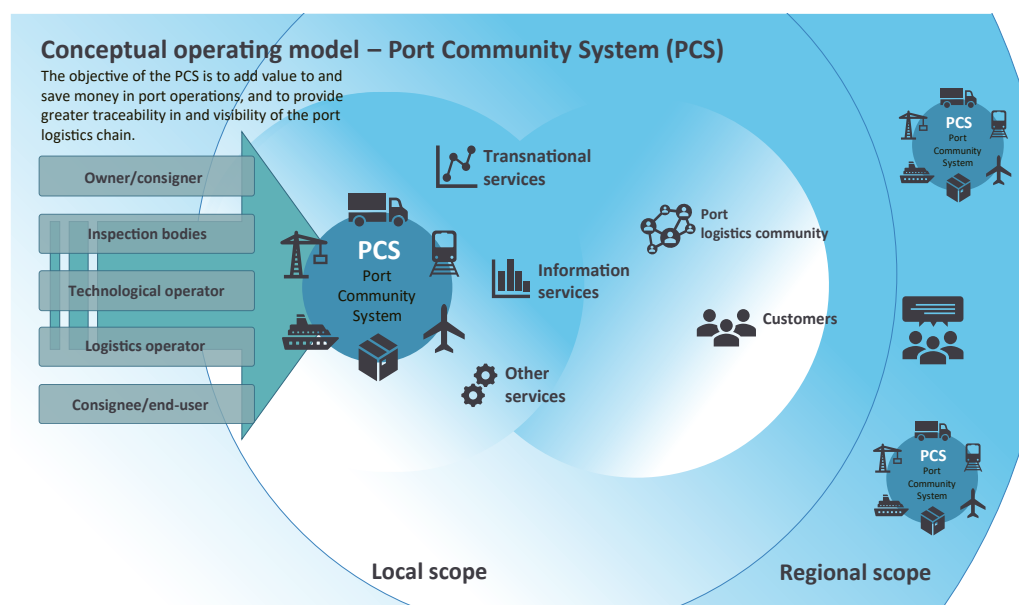 Conceptual operating model – Port Community System (PCS)
The objective of the PCS is to add value to and
save money in port operations, and to provide
greater traceability in and visibility of the port
logistics chain.
Owner/consigner
Inspection bodies
Technological operator
Logistics operator
Consignee/end-user
PCS
Port
Community
System
Transnational
services
Information
services
Other
services
Port
logistics community
Customers
PCS
Port
Community
System
PCS
Port
Community
System
Local scope
Regional scope